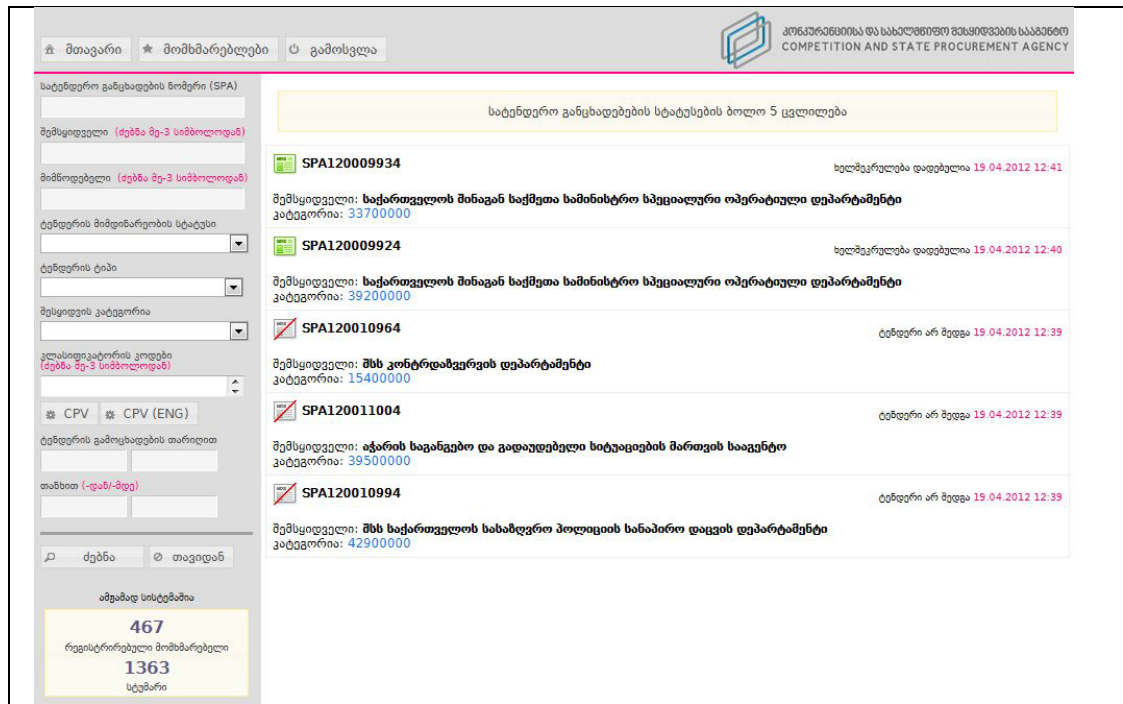 მთავარი
მომხმარებლები
გამოსვლა
კონკურენციისა და სახელმწიფო შესყიდვების სააგენტო
COMPETITION AND STATE PROCUREMENT AGENCY
სატენდერო განცხადების ნომერი (SPA)
შემსყიდველი (ძებნა მე-3 სიმბოლოდან)
მიმწოდებელი (ძებნა მე-3 სიმბოლოდან)
ტენდერის მიმდინარეობის სტატუსი
ტენდერის ტიპი
შესყიდვის კატეგორია
კლასიფიკატორის კოდები
(ძებნა მე-3 სიმბოლოდან)
CPV
CPV (ENG)
ტენდერის გამოცხადების თარიღით
თანხით (-დან/-მდე)
ძებნა
თავიდან
ამჟამად სისტემაშია
467
რეგისტრირებული მომხმარებელი
1363
სტუმარი
სატენდერო განცხადებების სტატუსების ბოლო 5 ცვლილება
SPA120009934
ხელშეკრულება დადებულია 19.04.2012 12:41
შემსყიდველი: საქართველოს შინაგან საქმეთა სამინისტრო სპეციალური ოპერატიული დეპარტამენტი
კატეგორია: 33700000
SPA120009924
ხელშეკრულება დადებულია 19.04.2012 12:40
შემსყიდველი: საქართველოს შინაგან საქმეთა სამინისტრო სპეციალური ოპერატიული დეპარტამენტი
კატეგორია: 39200000
SPA120010964
ტენდერი არ შედგა 19.04.2012 12:39
შემსყიდველი: შსს კონტრდაზვერვის დეპარტამენტი
კატეგორია: 15400000
SPA120011004
ტენდერი არ შედგა 19.04.2012 12:39
შემსყიდველი: აჭარის საგანგებო და გადაუდებელი სიტუაციების მართვის სააგენტო
კატეგორია: 39500000
SPA120010994
ტენდერი არ შედგა 19.04.2012 12:39
შემსყიდველი: შსს საქართველოს სასაზღვრო პოლიციის სანაპირო დაცვის დეპარტამენტი
კატეგორია: 42900000